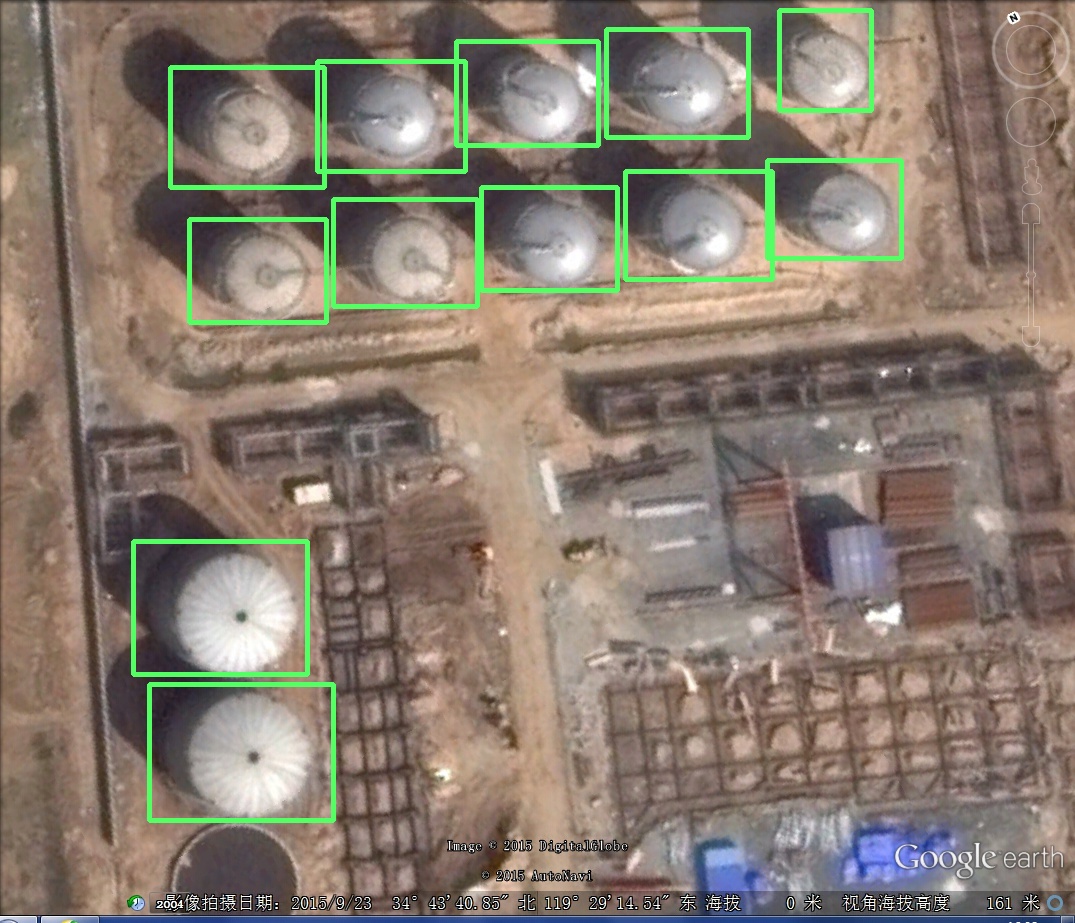 N
Image © 2015 DigitalGlobe
© 2015 AutoNavi
Google earth
2004 像拍摄日期: 2015/9/23 34° 43′40.85″ 北 119° 29′14.54″ 东 海拔 0 米 视角海拔高度 161 米